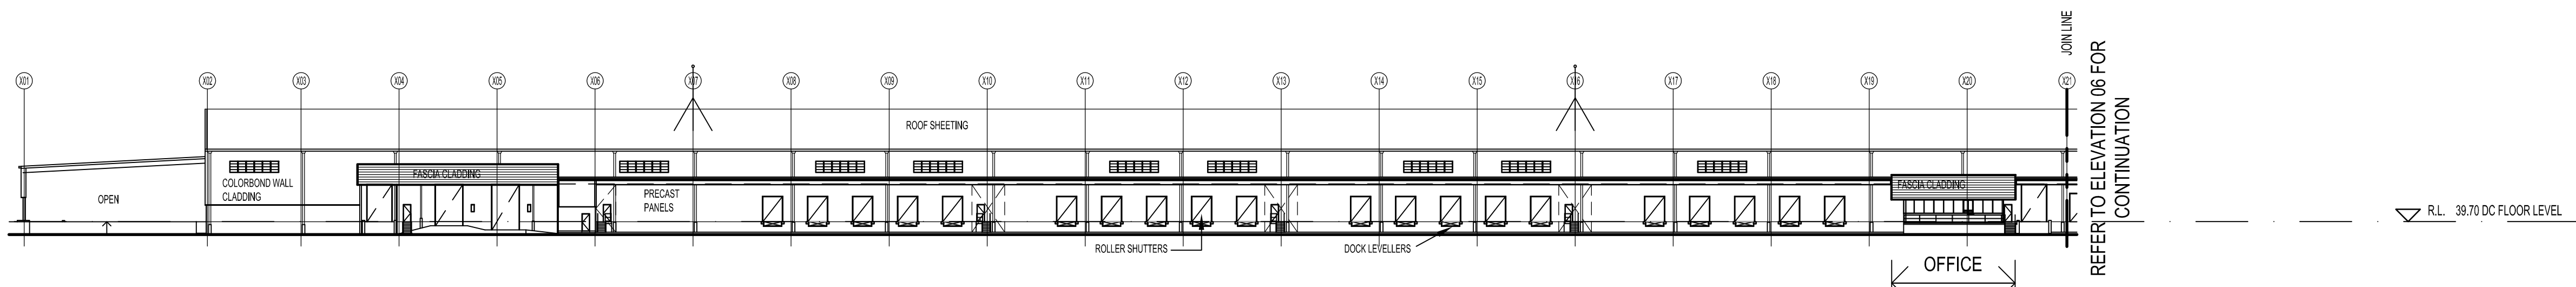 JOIN LINE
REFER TO ELEVATION 06 FOR
CONTINUATION
X01
X02
X03
X04
X05
X06
X07
X08
X09
X10
X11
X12
X13
X14
X15
X16
X17
X18
X19
X20
X21
ROOF SHEETING
FASCIA CLADDING
COLORBOND WALL
CLADDING
OPEN
PRECAST
PANELS
FASCIA CLADDING
R.L. 39.70 DC FLOOR LEVEL
ROLLER SHUTTERS
DOCK LEVELLERS
OFFICE